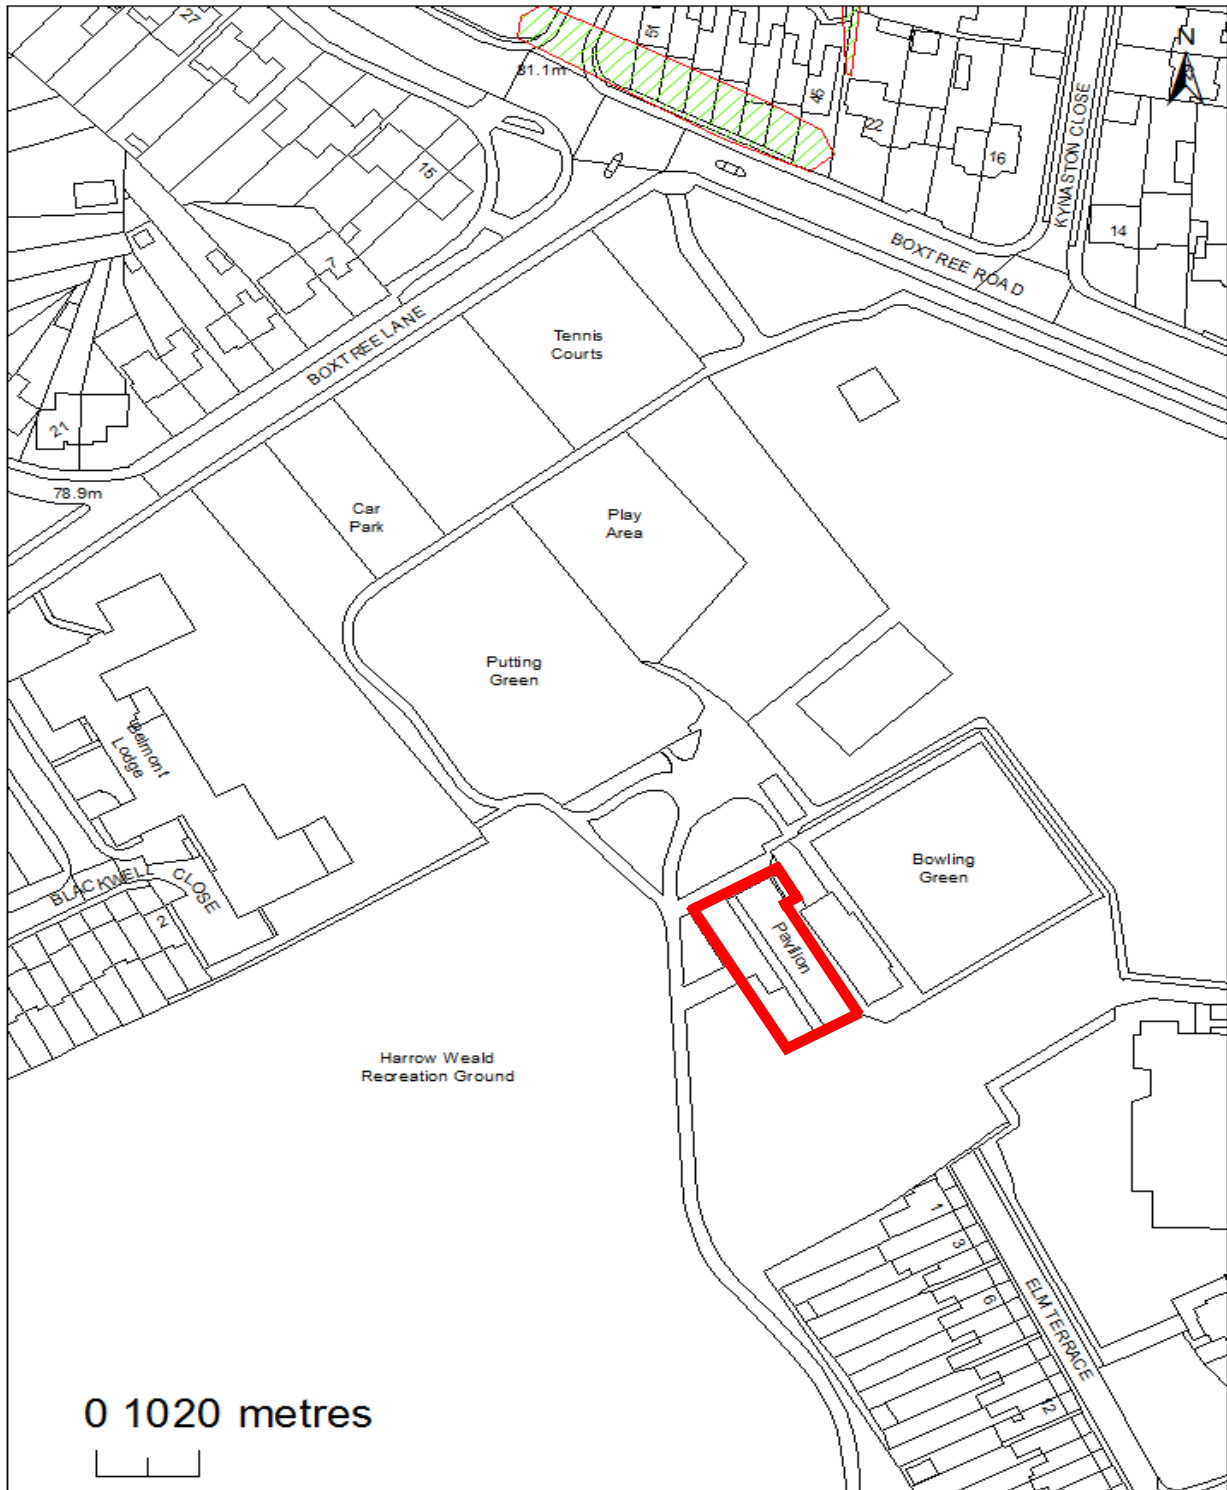 27
51
N
81.1m
46
22
16
KYNASTON CLOSE
15
14
BOXTREE ROAD
7
BOXTREE LANE
Tennis
Courts
21
78.9m
Car
Park
Play
Area
Putting
Green
Belmont
Lodge
Bowling
Green
BLACKWELL CLOSE
2
Pavilion
Harrow Weald
Recreation Ground
1
3
6
ELM TERRACE
12
0 1020 metres